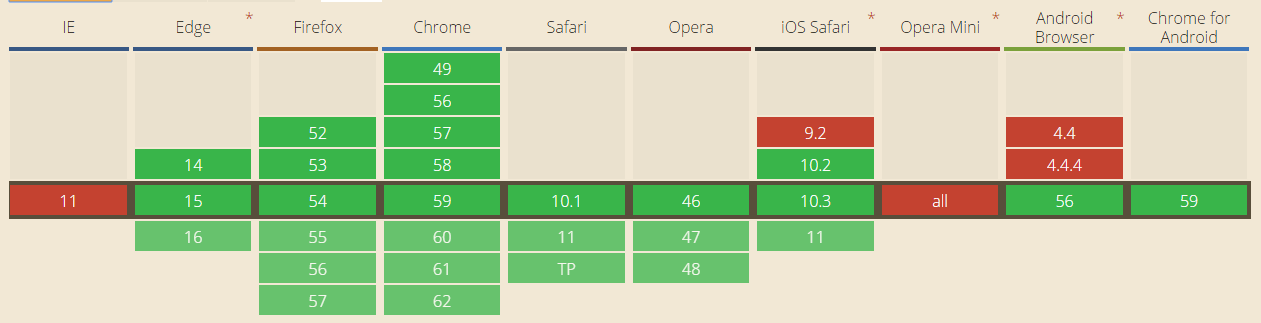 IE Edge * Firefox Chrome Safari Opera iOS Safari * Opera Mini * Android Browser * Chrome for Android
49
56
52 57 9.2 4.4
14 53 58 10.2 4.4.4
11 15 54 59 10.1 46 10.3 all 56 59
16 55 60 11 47 11
56 61 TP 48
57 62